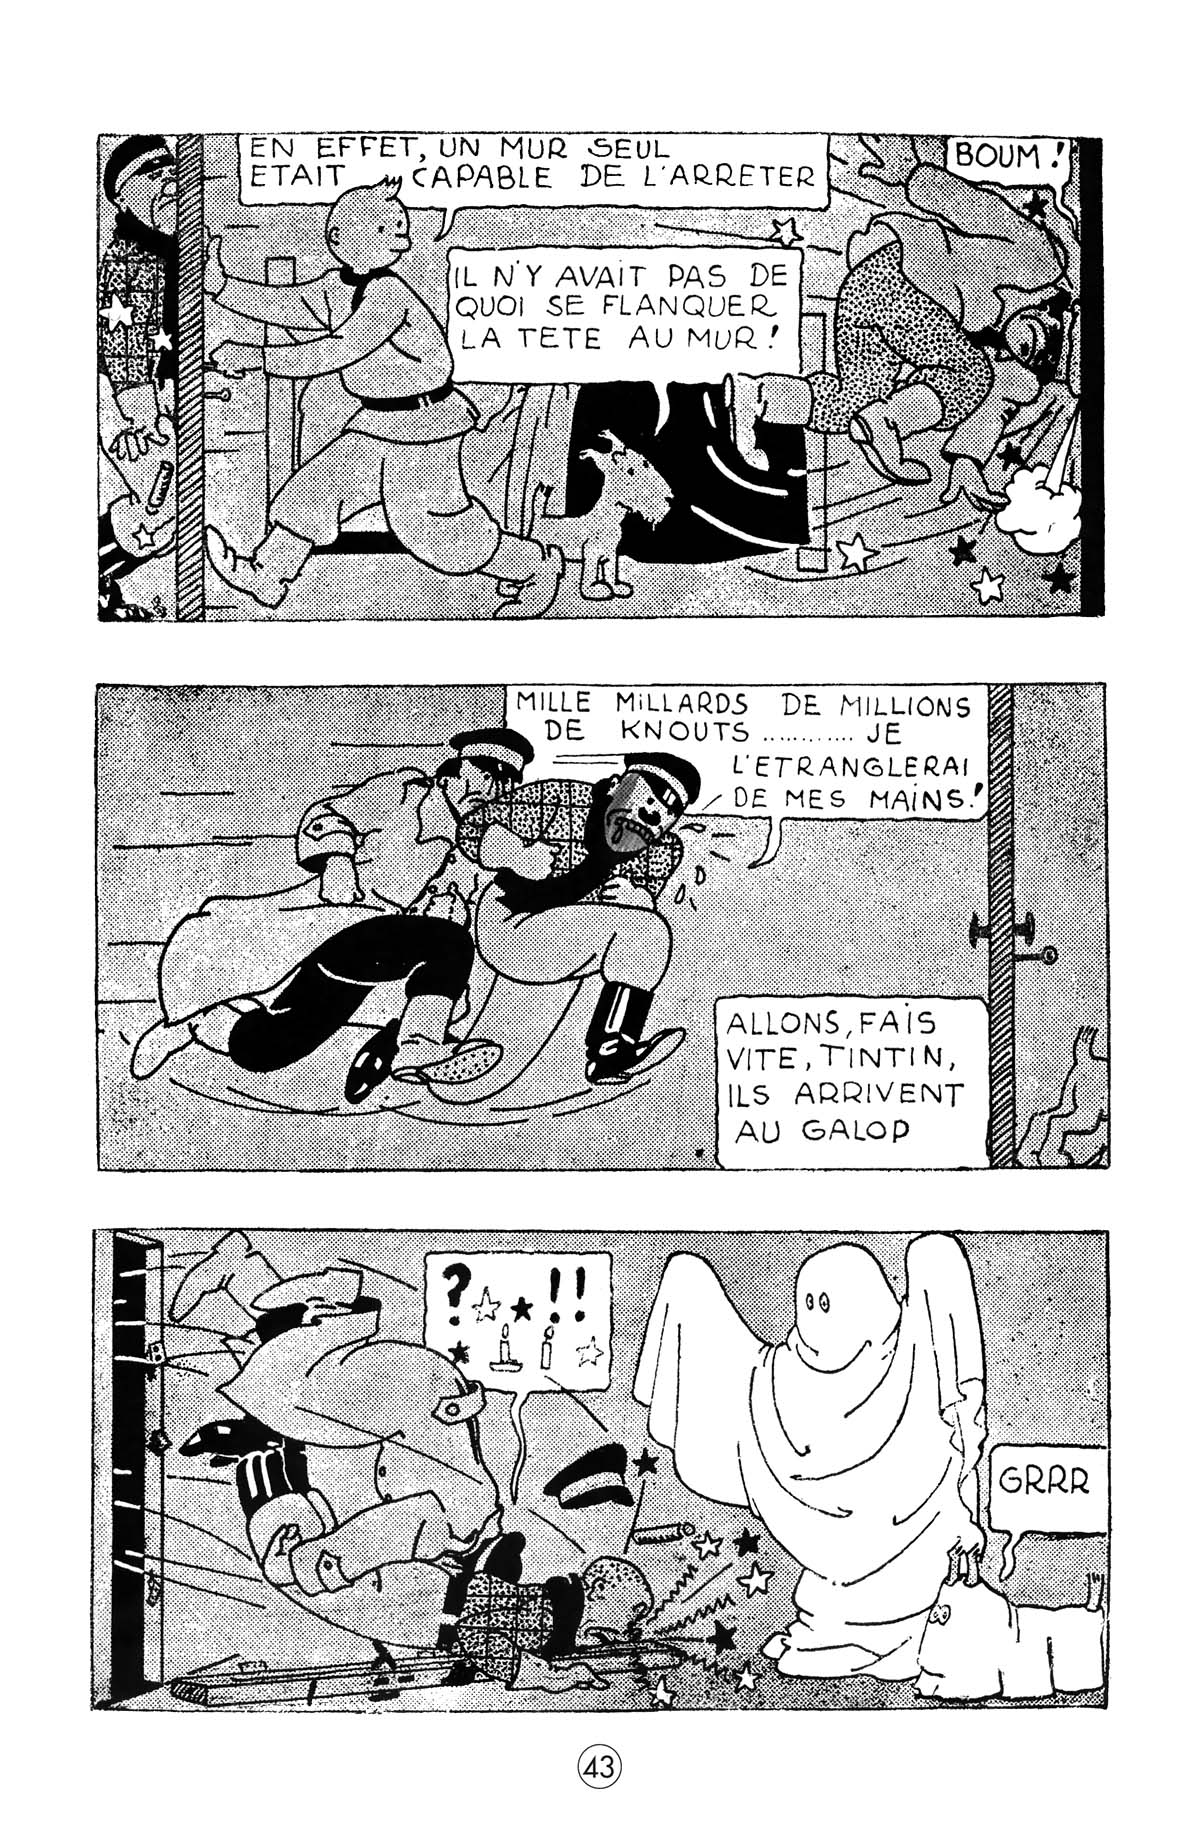 EN EFFET, UN MUR SEUL
ETAIT CAPABLE DE L'ARRETER
BOUM !
IL N'Y AVAIT PAS DE
QUOI SE FLANQUER
LA TETE AU MUR !
MILLE MILLARDS DE MILLIONS
DE KNOUTS ............ JE
L'ETRANGLERAI
DE MES MAINS !
ALLONS, FAIS
VITE, TINTIN,
ILS ARRIVENT
AU GALOP
? !!
GRRR
43